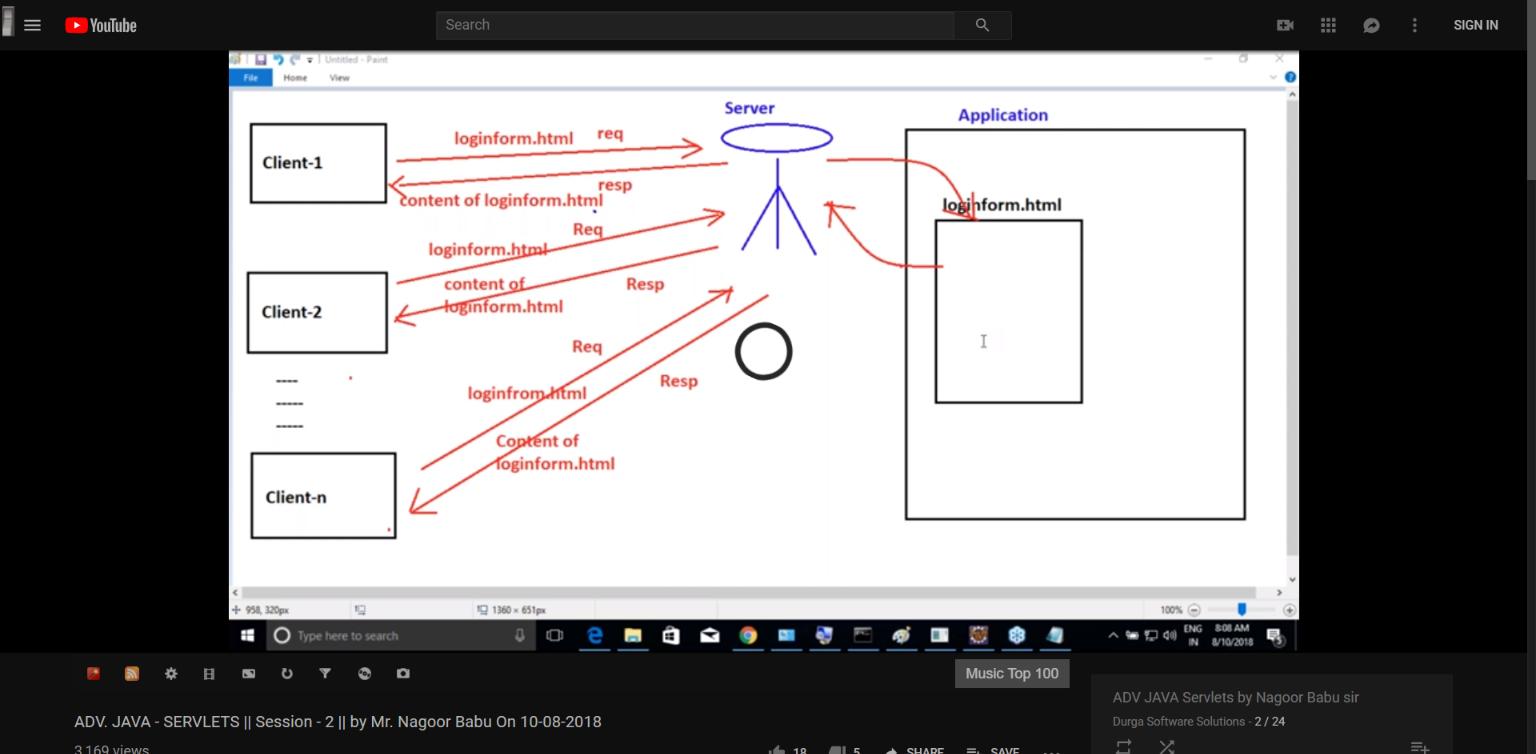 YouTube
Search
SIGN IN
Untitled - Paint
File Home View
Server
Application
Client-1
loginform.html req
resp
content of loginform.html
loginform.html
Req
loginform.html
Client-2
content of
loginform.html
Resp
Req
Resp
----
-----
-----
loginfrom.html
Content of
loginform.html
Client-n
958, 320px
1360 × 651px
100%
Type here to search
ENG
IN
8:08 AM
8/10/2018
Music Top 100
ADV JAVA Servlets by Nagoor Babu sir
Durga Software Solutions - 2 / 24
ADV. JAVA - SERVLETS || Session - 2 || by Mr. Nagoor Babu On 10-08-2018
3,169 views
18
5
SHARE
SAVE